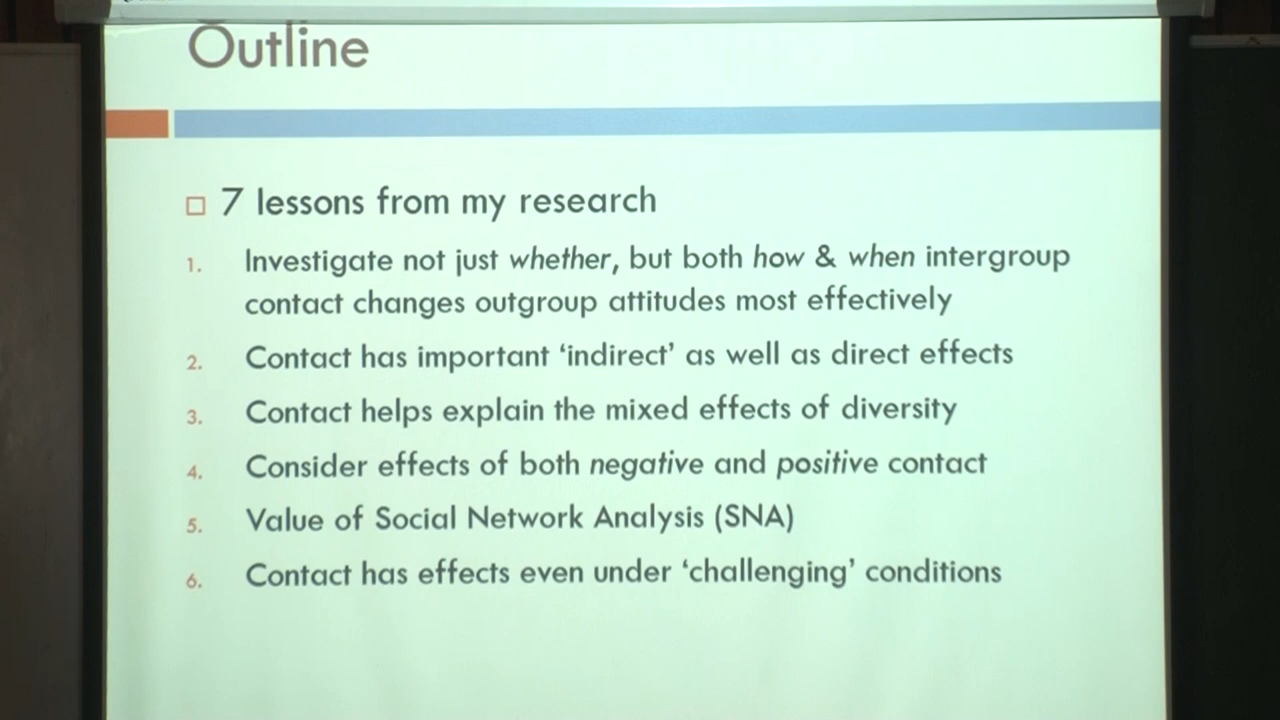 Outline
7 lessons from my research
1. Investigate not just whether, but both how & when intergroup
contact changes outgroup attitudes most effectively
2. Contact has important ‘indirect’ as well as direct effects
3. Contact helps explain the mixed effects of diversity
4. Consider effects of both negative and positive contact
5. Value of Social Network Analysis (SNA)
6. Contact has effects even under ‘challenging’ conditions